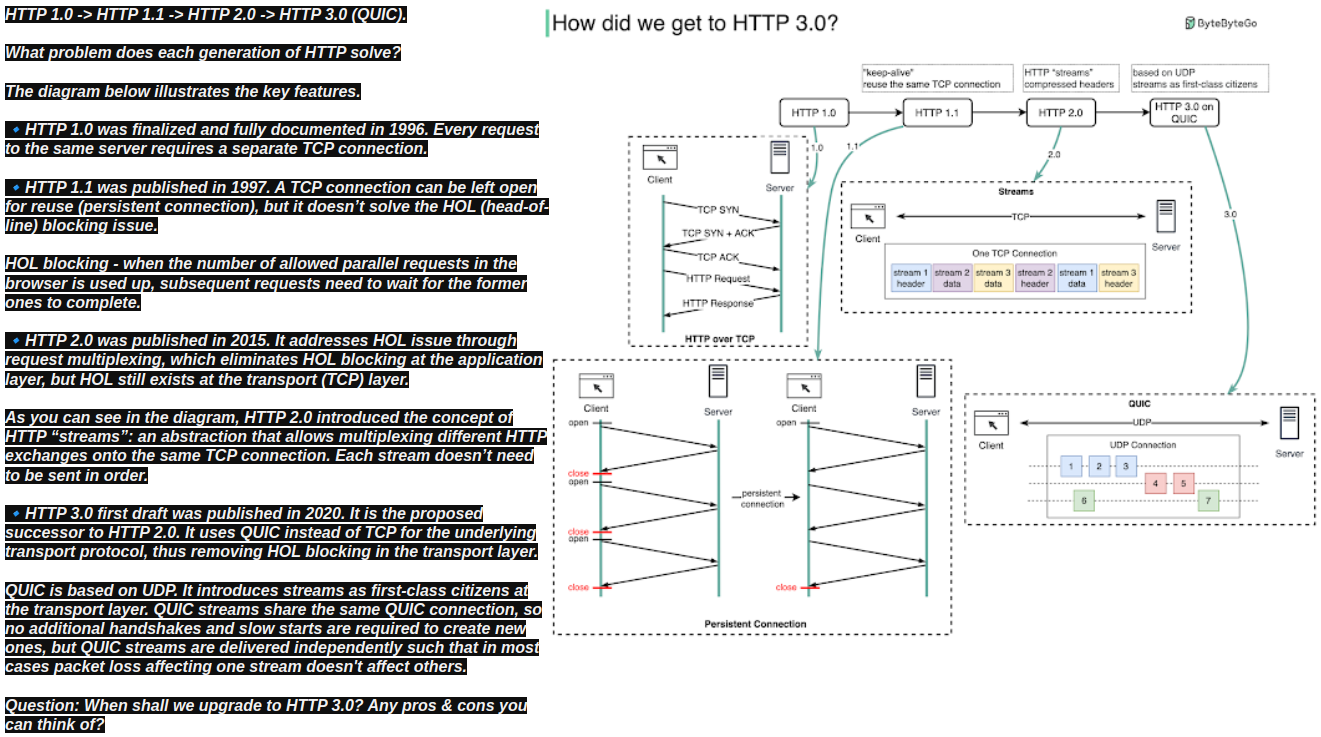 HTTP 1.0 -> HTTP 1.1 -> HTTP 2.0 -> HTTP 3.0 (QUIC).
What problem does each generation of HTTP solve?
The diagram below illustrates the key features.
🔹HTTP 1.0 was finalized and fully documented in 1996. Every request
to the same server requires a separate TCP connection.
🔹HTTP 1.1 was published in 1997. A TCP connection can be left open
for reuse (persistent connection), but it doesn’t solve the HOL (head-of-
line) blocking issue.
HOL blocking - when the number of allowed parallel requests in the
browser is used up, subsequent requests need to wait for the former
ones to complete.
🔹HTTP 2.0 was published in 2015. It addresses HOL issue through
request multiplexing, which eliminates HOL blocking at the application
layer, but HOL still exists at the transport (TCP) layer.
As you can see in the diagram, HTTP 2.0 introduced the concept of
HTTP “streams”: an abstraction that allows multiplexing different HTTP
exchanges onto the same TCP connection. Each stream doesn’t need
to be sent in order.
🔹HTTP 3.0 first draft was published in 2020. It is the proposed
successor to HTTP 2.0. It uses QUIC instead of TCP for the underlying
transport protocol, thus removing HOL blocking in the transport layer.
QUIC is based on UDP. It introduces streams as first-class citizens at
the transport layer. QUIC streams share the same QUIC connection, so
no additional handshakes and slow starts are required to create new
ones, but QUIC streams are delivered independently such that in most
cases packet loss affecting one stream doesn't affect others.
Question: When shall we upgrade to HTTP 3.0? Any pros & cons you
can think of?
How did we get to HTTP 3.0?
ByteByteGo
"keep-alive"
reuse the same TCP connection
HTTP "streams"
compressed headers
based on UDP
streams as first-class citizens
HTTP 1.0
HTTP 1.1
HTTP 2.0
HTTP 3.0 on
QUIC
1.0
1.1
2.0
3.0
Client
Server
TCP SYN
TCP SYN + ACK
TCP ACK
HTTP Request
HTTP Response
HTTP over TCP
Streams
Client
TCP
Server
One TCP Connection
stream 1
header
stream 2
data
stream 3
data
stream 2
header
stream 1
data
stream 3
header
Client
Server
open
close
open
close
open
close
persistent
connection
Client
Server
open
close
Persistent Connection
QUIC
Client
UDP
Server
UDP Connection
1
2
3
4
5
6
7